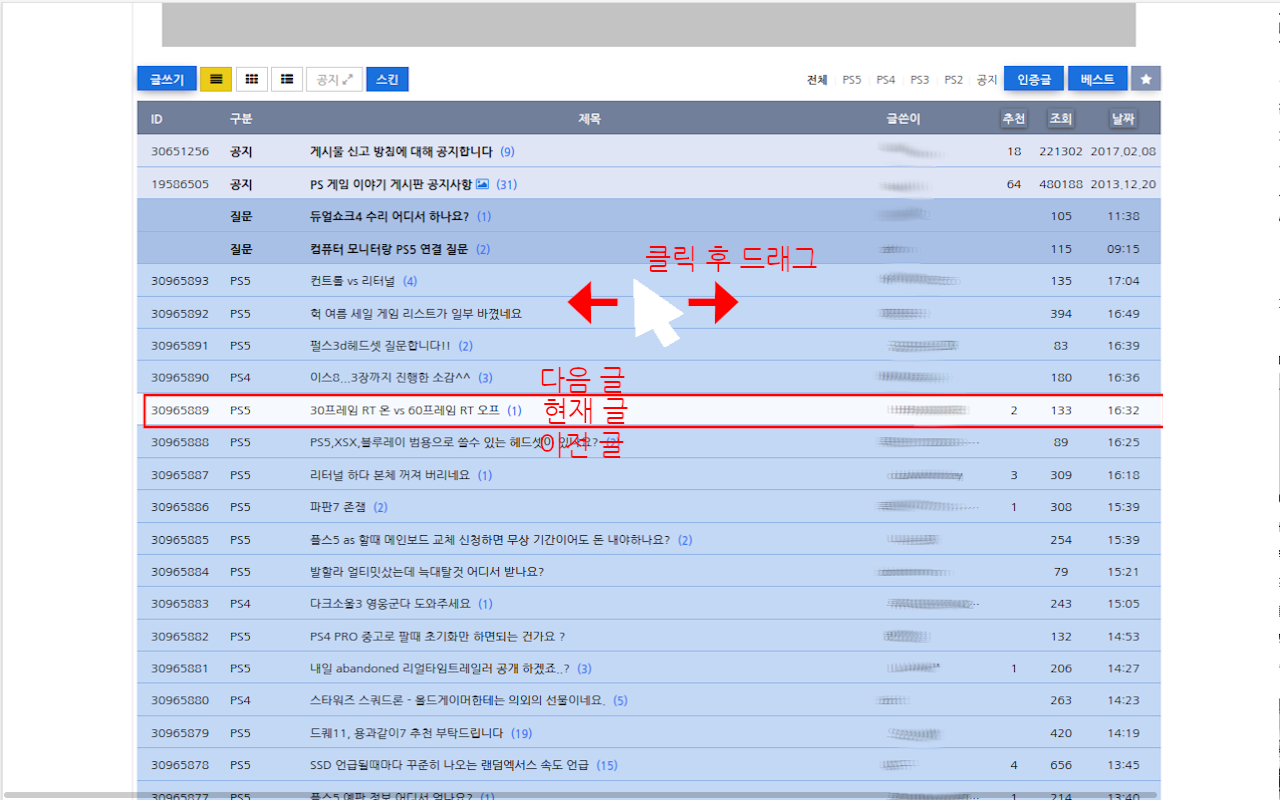 글쓰기 공지 스킨 전체 PS5 PS4 PS3 PS2 공지 인증글 베스트
ID 구분 제목 글쓴이 추천 조회 날짜
30651256 공지 게시물 신고 방침에 대해 공지합니다 (9) 18 221302 2017.02.08
19586505 공지 PS 게임 이야기 게시판 공지사항 (31) 64 480188 2013.12.20
질문 듀얼쇼크4 수리 어디서 하나요? (1) 105 11:38
질문 컴퓨터 모니터랑 PS5 연결 질문 (2) 115 09:15
클릭 후 드래그
30965893 PS5 컨트롤 vs 리터널 (4) 135 17:04
30965892 PS5 헉 여름 세일 게임 리스트가 일부 바꼈네요 394 16:49
30965891 PS5 펄스3d헤드셋 질문합니다!! (2) 83 16:39
30965890 PS4 이스8...3장까지 진행한 소감^^ (3) 180 16:36
다음 글
30965889 PS5 30프레임 RT 온 vs 60프레임 RT 오프 (1) 2 133 16:32
현재 글
30965888 PS5 PS5,XSX,블루레이 범용으로 쓸수 있는 헤드셋이 있나요? (2) 89 16:25
이전 글
30965887 PS5 리터널 하다 본체 꺼져 버리네요 (1) 3 309 16:18
30965886 PS5 파판7 존잼 (2) 1 308 15:39
30965885 PS5 플스5 as 할때 메인보드 교체 신청하면 무상 기간이어도 돈 내야하나요? (2) 254 15:39
30965884 PS5 발할라 얼티밋샀는데 늑대탈것 어디서 받나요? 79 15:21
30965883 PS4 다크소울3 영웅군다 도와주세요 (1) 243 15:05
30965882 PS5 PS4 PRO 중고로 팔때 초기화만 하면되는 건가요 ? 132 14:53
30965881 PS5 내일 abandoned 리얼타임트레일러 공개 하겠죠..? (3) 1 206 14:27
30965880 PS4 스타워즈 스쿼드론 - 올드게이머한테는 의외의 선물이네요. (5) 263 14:23
30965879 PS5 드퀘11, 용과같이7 추천 부탁드립니다 (19) 420 14:19
30965878 PS5 SSD 언급될때마다 꾸준히 나오는 랜덤엑서스 속도 언급 (15) 4 656 13:45
30965877 PS5 플스5 예판 정보 어디서 얻나요? (1) 1 214 13:40